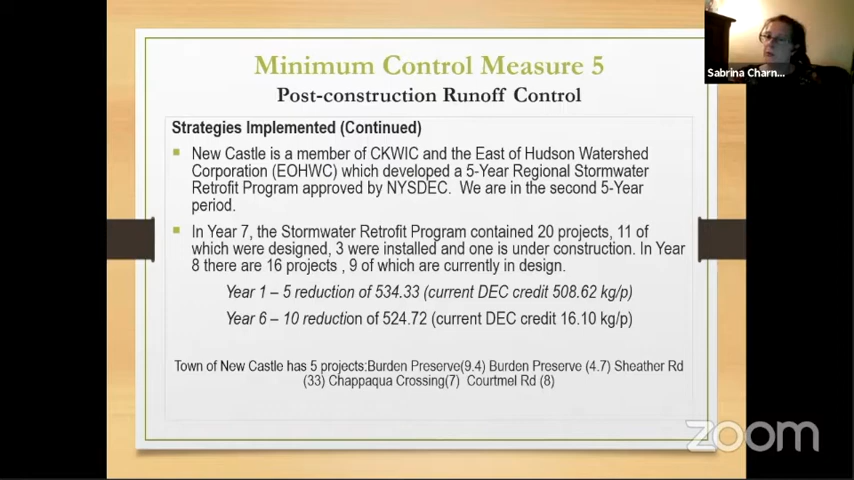 Minimum Control Measure 5
Post-construction Runoff Control
Strategies Implemented (Continued)
New Castle is a member of CKWIC and the East of Hudson Watershed
Corporation (EOHWC) which developed a 5-Year Regional Stormwater
Retrofit Program approved by NYSDEC. We are in the second 5-Year
period.
In Year 7, the Stormwater Retrofit Program contained 20 projects, 11 of
which were designed, 3 were installed and one is under construction. In Year
8 there are 16 projects , 9 of which are currently in design.
Year 1 – 5 reduction of 534.33 (current DEC credit 508.62 kg/p)
Year 6 – 10 reduction of 524.72 (current DEC credit 16.10 kg/p)
Town of New Castle has 5 projects:Burden Preserve(9.4) Burden Preserve (4.7) Sheather Rd
(33) Chappaqua Crossing(7) Courtmel Rd (8)
Sabrina Charn...
zoom